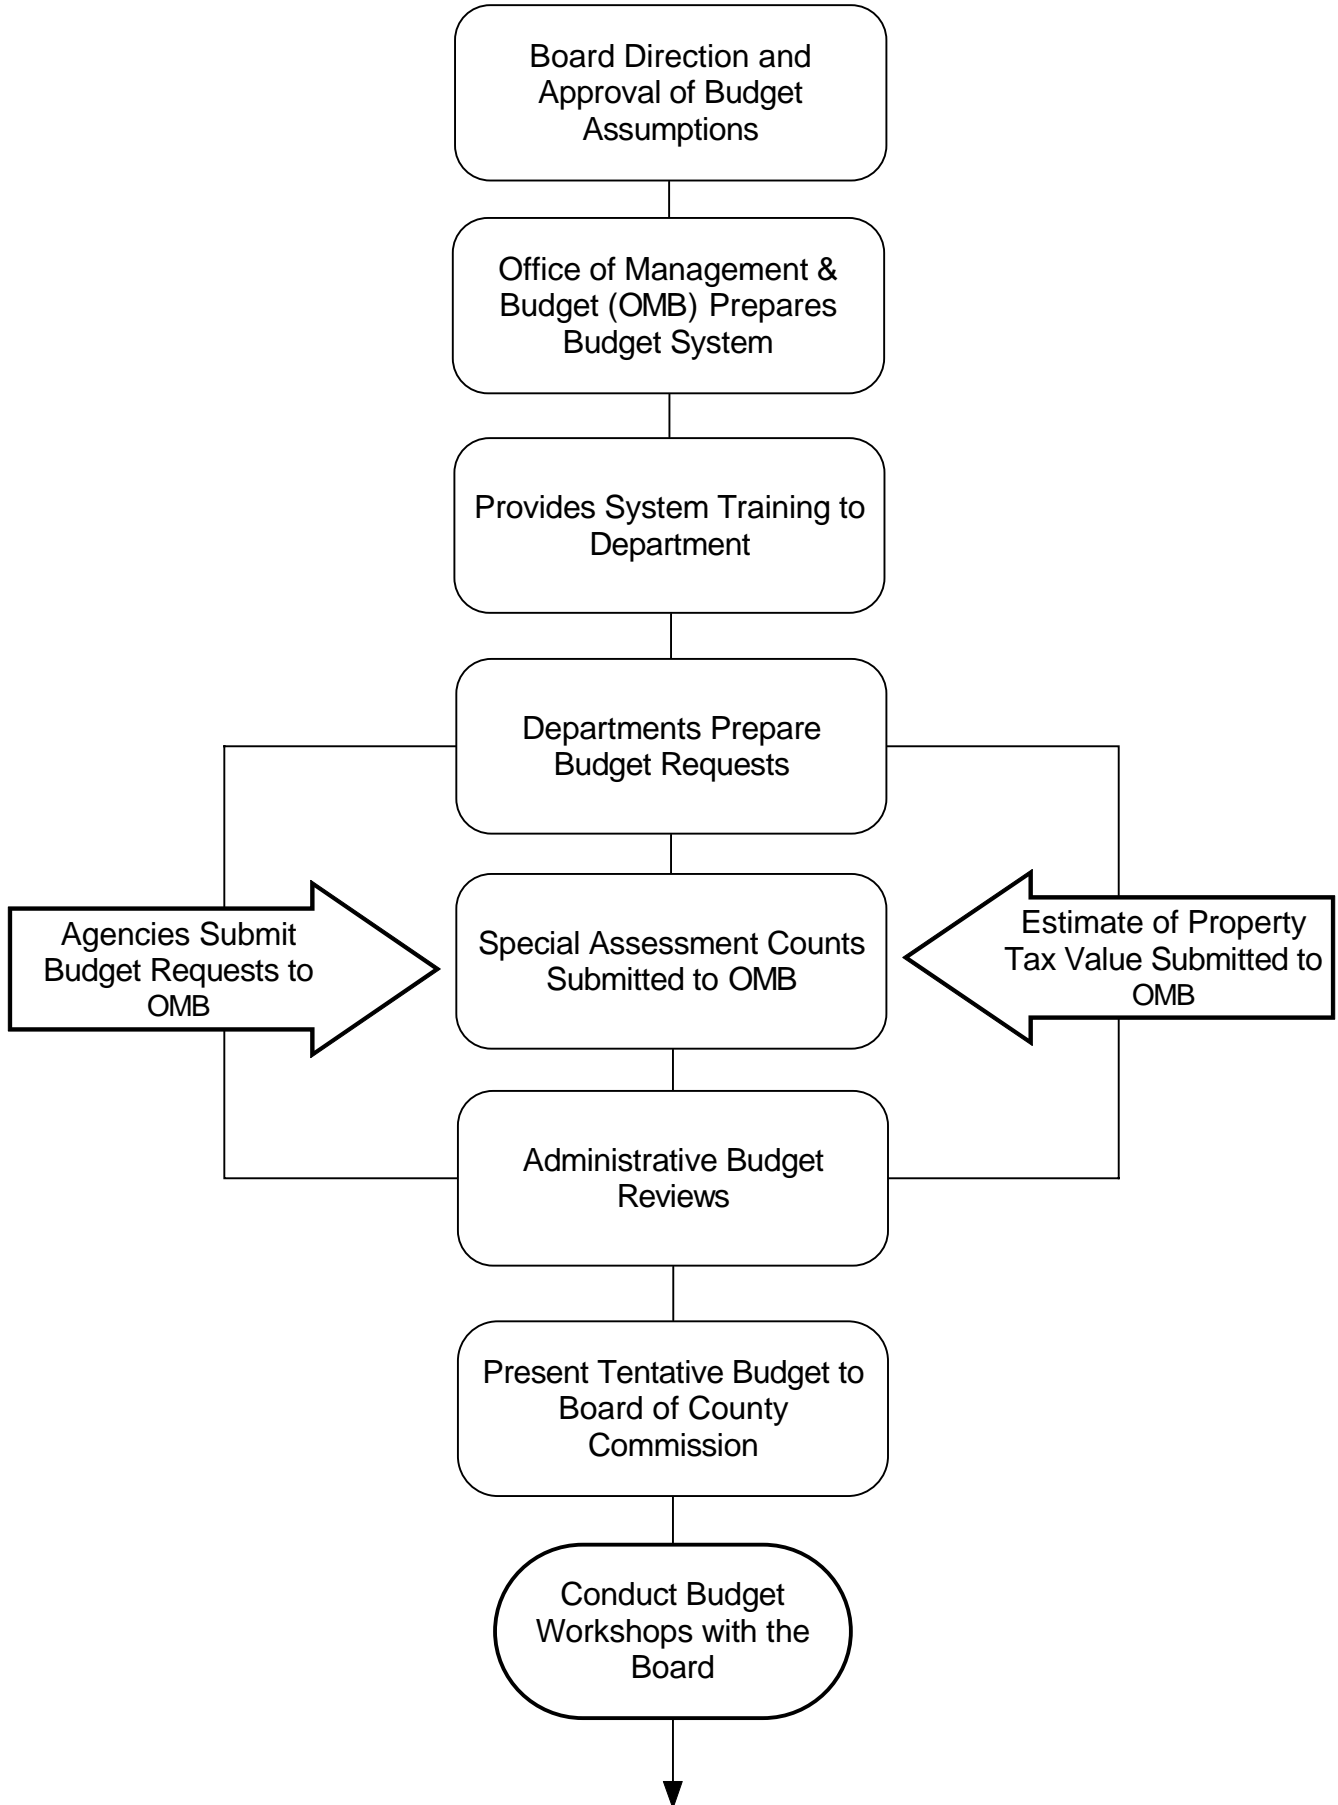 Board Direction and
Approval of Budget
Assumptions
Office of Management &
Budget (OMB) Prepares
Budget System
Provides System Training to
Department
Departments Prepare
Budget Requests
Agencies Submit
Budget Requests to
OMB
Special Assessment Counts
Submitted to OMB
Estimate of Property
Tax Value Submitted to
OMB
Administrative Budget
Reviews
Present Tentative Budget to
Board of County
Commission
Conduct Budget
Workshops with the
Board